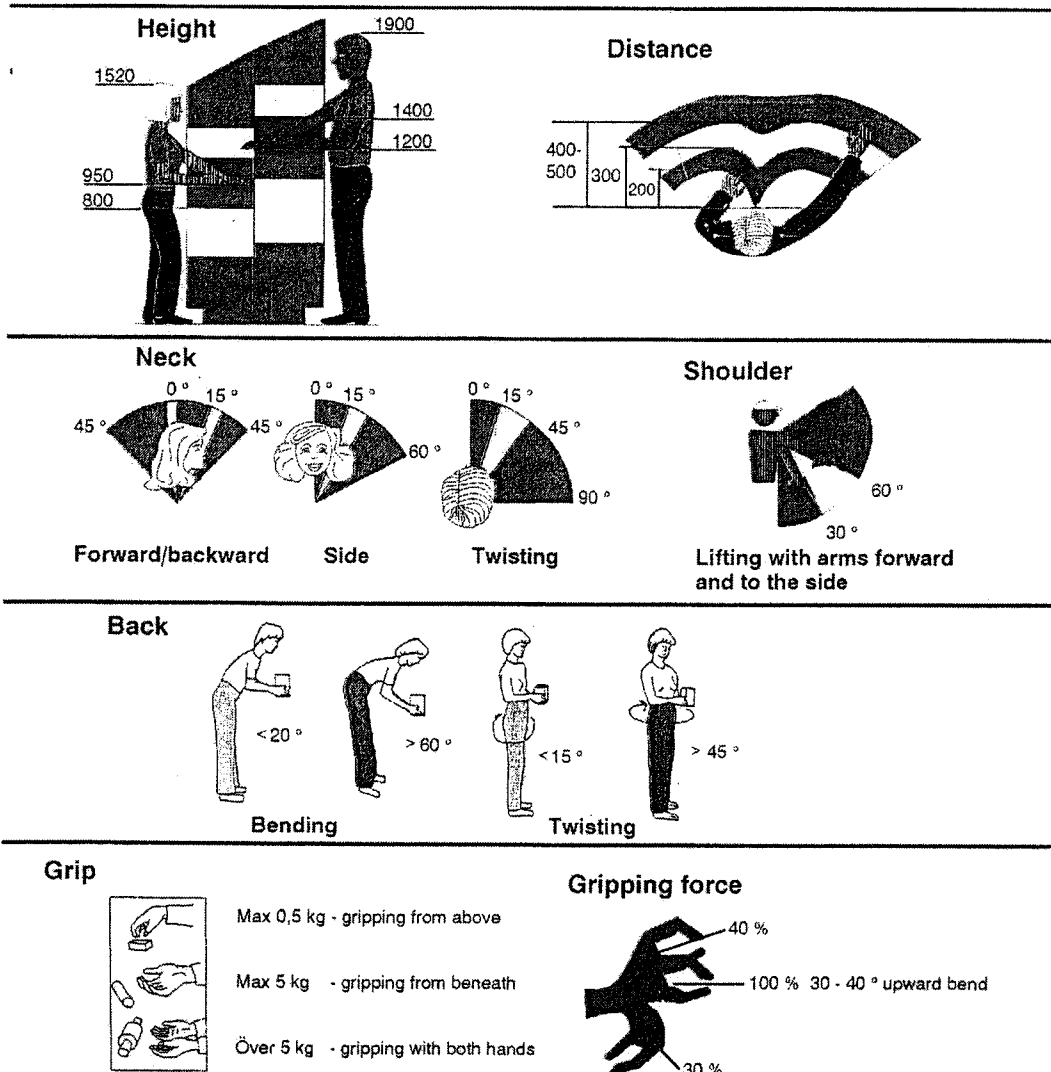 Height
1900
1520
1400
1200
950
800
Distance
400-
500
300
200
Neck
0 º 15 º
45 º 45 º
0 º 15 º
60 º
0 º 15 º
45 º
90 º
Forward/backward
Side
Twisting
Shoulder
60 º
30 º
Lifting with arms forward
and to the side
Back
<20 º
> 60 º
<15 º
> 45 º
Bending
Twisting
Grip
Max 0,5 kg - gripping from above
Max 5 kg - gripping from beneath
Över 5 kg - gripping with both hands
Gripping force
40 %
100 % 30 - 40 º upward bend
30 %